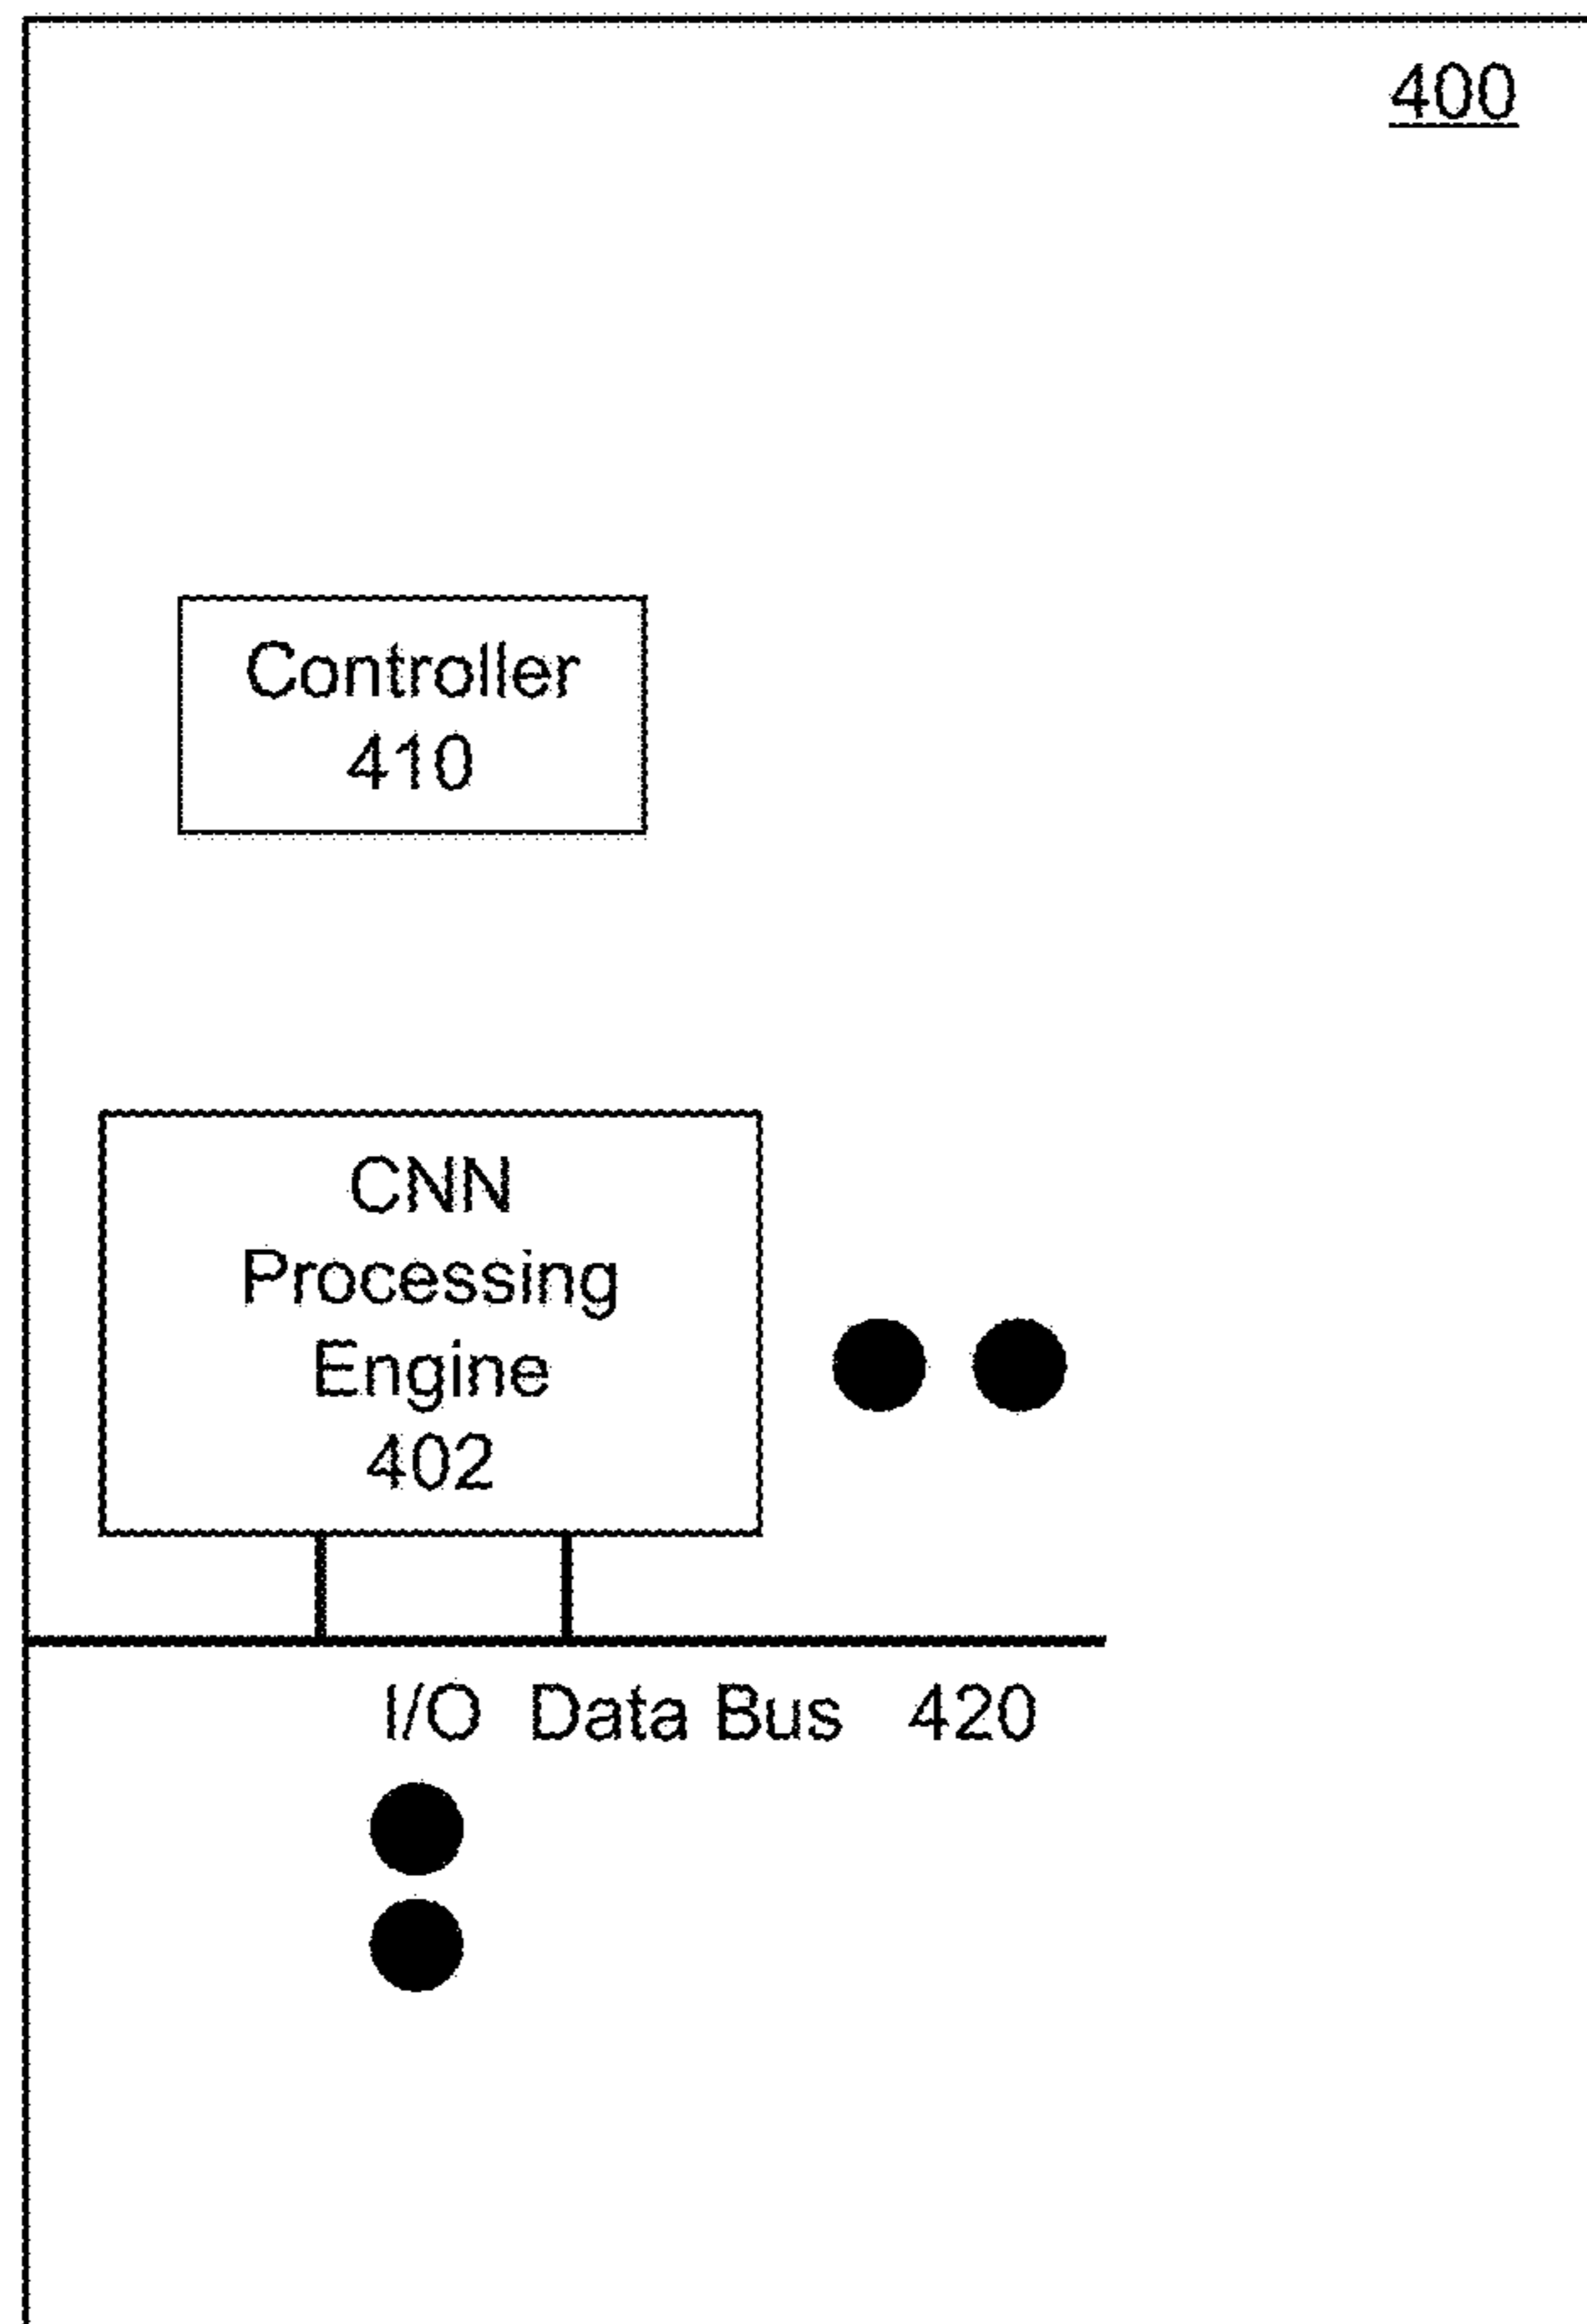 400
Controller
410
CNN
Processing
Engine
402
I/O Data Bus 420